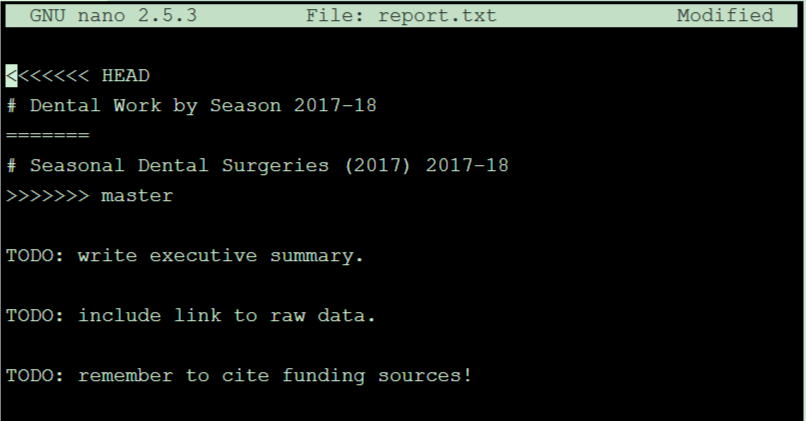 GNU nano 2.5.3 File: report.txt Modified
<<<<<<< HEAD
# Dental Work by Season 2017-18
=======
# Seasonal Dental Surgeries (2017) 2017-18
>>>>>>> master
TODO: write executive summary.
TODO: include link to raw data.
TODO: remember to cite funding sources!